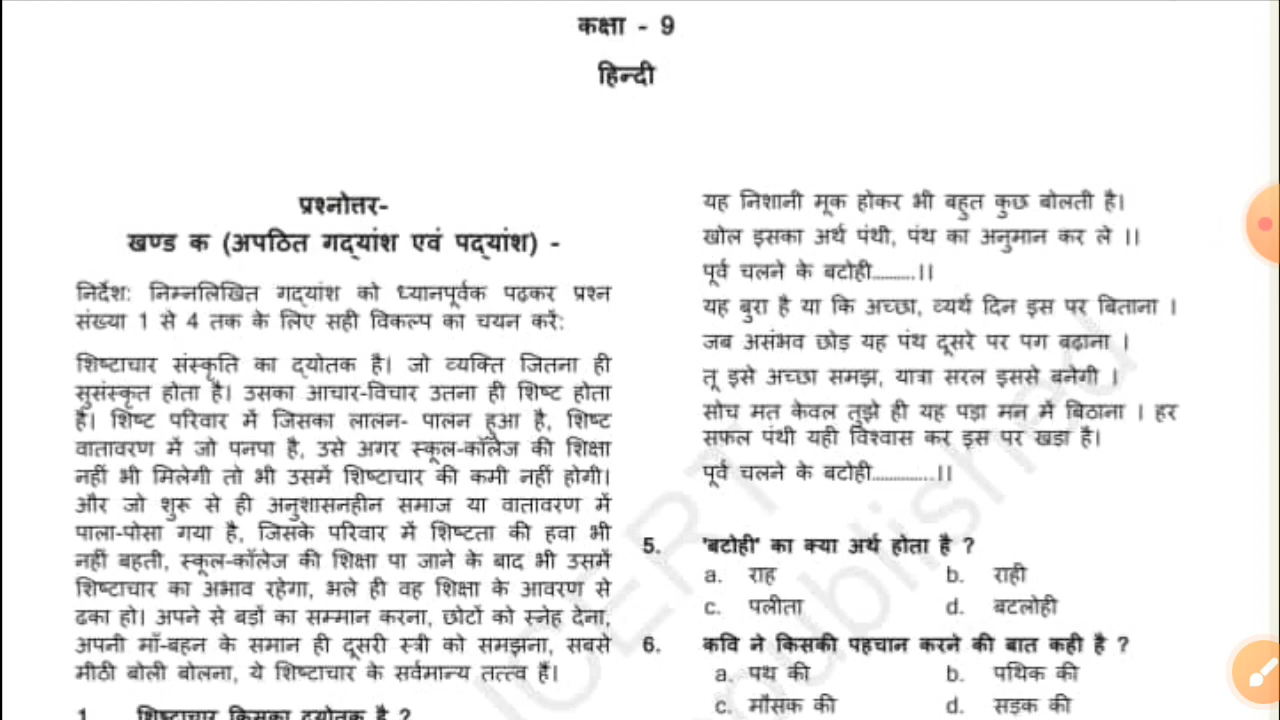 कक्षा - 9
हिन्दी
प्रश्नोत्तर-
खण्ड क (अपठित गद्यांश एवं पद्यांश) -
निर्देश: निम्नलिखित गद्यांश को ध्यानपूर्वक पढकर प्रश्न
संख्या 1 से 4 तक के लिए सही विकल्प का चयन करें:
शिष्टाचार संस्कृति का द्योतक है। जो व्यक्ति जितना ही
सुसंस्कृत होता है। उसका आचार-विचार उतना ही शिष्ट होता
है। शिष्ट परिवार में जिसका लालन- पालन हुआ है, शिष्ट
वातावरण में जो पनपा है, उसे अगर स्कूल-कॉलेज की शिक्षा
नहीं भी मिलेगी तो भी उसमें शिष्टाचार की कमी नहीं होगी।
और जो शुरू से ही अनुशासनहीन समाज या वातावरण में
पाला-पोसा गया है, जिसके परिवार में शिष्टता की हवा भी
नहीं बहती, स्कूल-कॉलेज की शिक्षा पा जाने के बाद भी उसमें
शिष्टाचार का अभाव रहेगा, भले ही वह शिक्षा के आवरण से
ढका हो। अपने से बड़ों का सम्मान करना, छोटों को स्नेह देना,
अपनी माँ-बहन के समान ही दूसरी स्त्री को समझना, सबसे
मीठी बोली बोलना, ये शिष्टाचार के सर्वमान्य तत्त्व हैं।
1. शिष्टाचार किसका द्योतक है ?
यह निशानी मूक होकर भी बहुत कुछ बोलती है।
खोल इसका अर्थ पंथी, पंथ का अनुमान कर ले ।।
पूर्व चलने के बटोही..........।।
यह बुरा है या कि अच्छा, व्यर्थ दिन इस पर बिताना ।
जब असंभव छोड़ यह पंथ दूसरे पर पग बढ़ाना ।
तू इसे अच्छा समझ, यात्रा सरल इससे बनेगी ।
सोच मत केवल तुझे ही यह पड़ा मन में बिठाना । हर
सफल पंथी यही विश्वास कर इस पर खड़ा है।
पूर्व चलने के बटोही...............।।
5. 'बटोही' का क्या अर्थ होता है ?
a. राह b. राही
c. पलीता d. बटलोही
6. कवि ने किसकी पहचान करने की बात कही है ?
a. पथ की b. पथिक की
c. मौसक की d. सड़क की